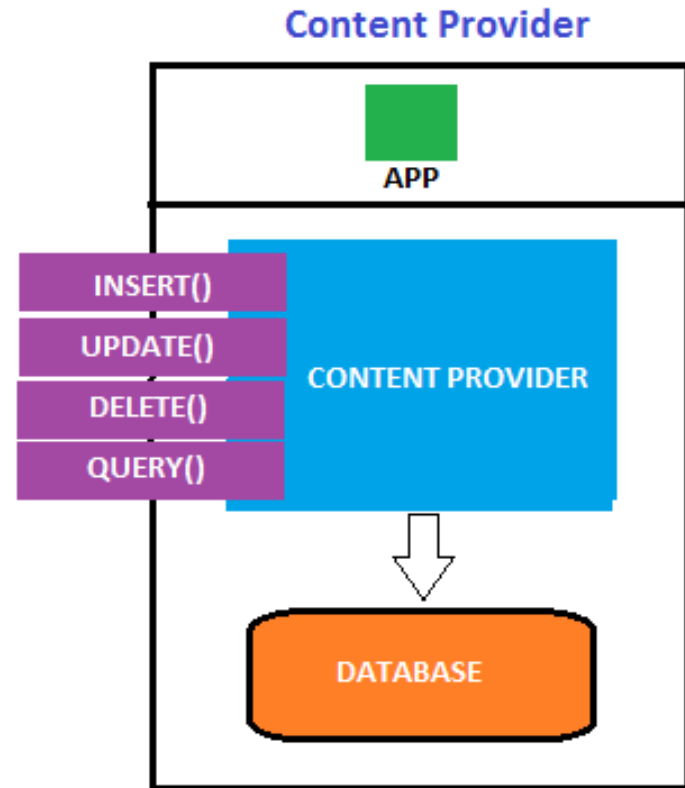 Content Provider
APP
INSERT()
UPDATE()
CONTENT PROVIDER
DELETE()
QUERY()
DATABASE